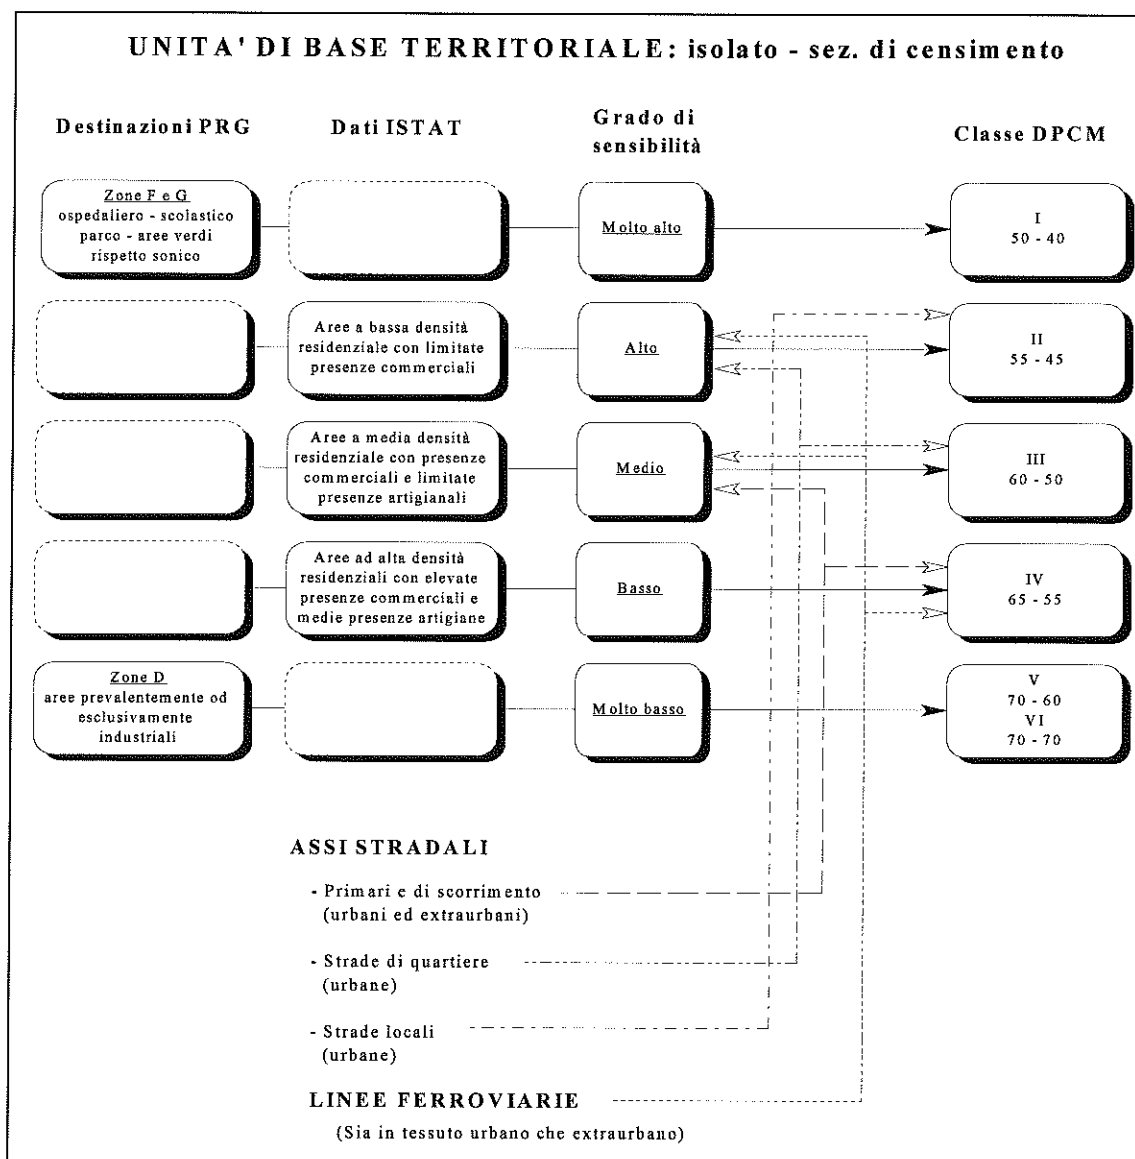 UNITA' DI BASE TERRITORIALE: isolato - sez. di censimento
Destinazioni PRG
Dati ISTAT
Grado di
sensibilità
Classe DPCM
Zone F e G
ospedaliero - scolastico
parco - aree verdi
rispetto sonico
Molto alto
I
50 - 40
Aree a bassa densità
residenziale con limitate
presenze commerciali
Alto
II
55 - 45
Aree a media densità
residenziale con presenze
commerciali e limitate
presenze artigianali
Medio
III
60 - 50
Aree ad alta densità
residenziali con elevate
presenze commerciali e
medie presenze artigiane
Basso
IV
65 - 55
Zone D
aree prevalentemente od
esclusivamente
industriali
Molto basso
V
70 - 60
VI
70 - 70
ASSI STRADALI
- Primari e di scorrimento
(urbani ed extraurbani)
- Strade di quartiere
(urbane)
- Strade locali
(urbane)
LINEE FERROVIARIE
(Sia in tessuto urbano che extraurbano)